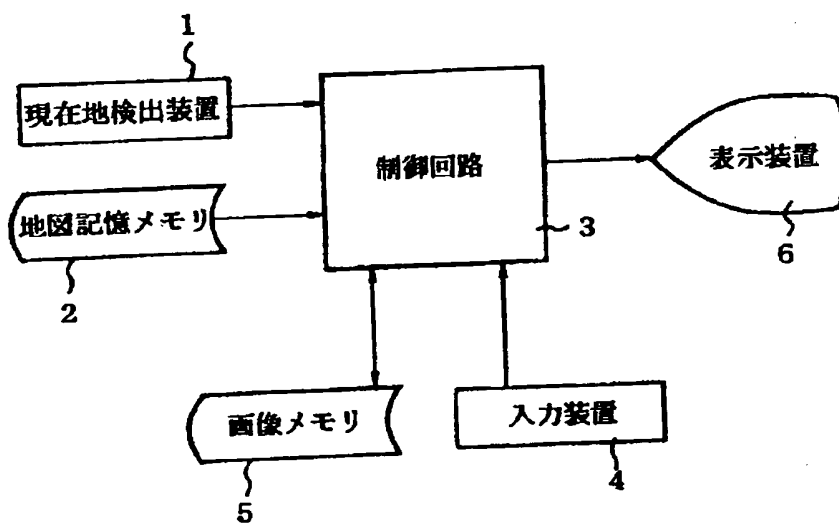 1
現在地検出装置
地図記憶メモリ
2
制御回路
3
表示装置
6
画像メモリ
5
入力装置
4